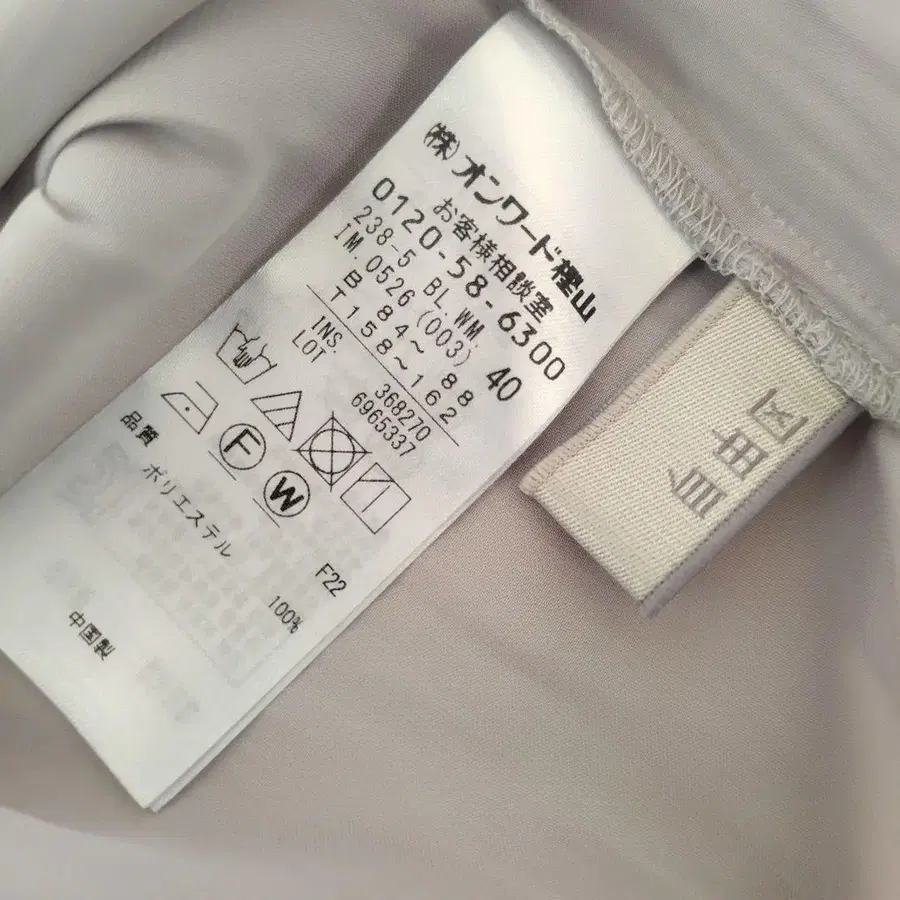 (株)オンワード樫山
お客様相談室
0120-58-6300
238-5 BL.WM. 40
IM.0526 (003)
B 84~ 88
T158~162
INS. 368270
LOT 6965337
F
W
F22
品質 ポリエステル 100%
中国製
自由区